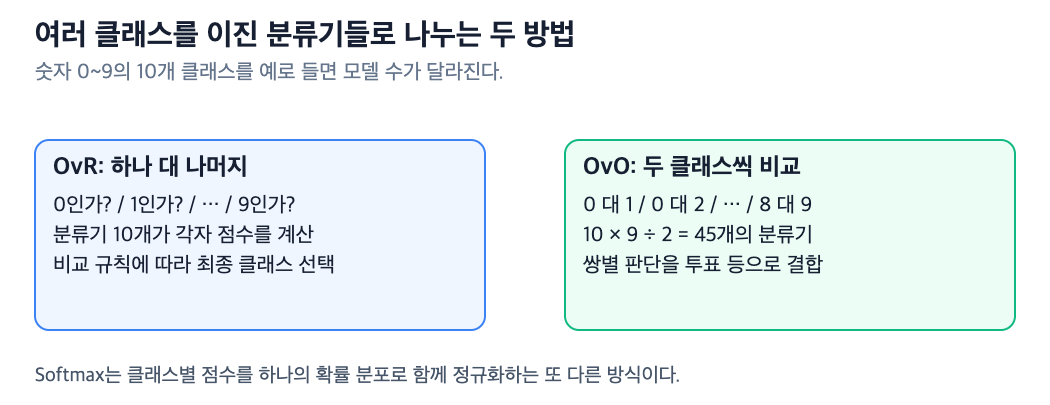 여러 클래스를 이진 분류기들로 나누는 두 방법
숫자 0~9의 10개 클래스를 예로 들면 모델 수가 달라진다.
OvR: 하나 대 나머지
0인가? / 1인가? / … / 9인가?
분류기 10개가 각자 점수를 계산
비교 규칙에 따라 최종 클래스 선택
OvO: 두 클래스씩 비교
0 대 1 / 0 대 2 / … / 8 대 9
10 × 9 ÷ 2 = 45개의 분류기
쌍별 판단을 투표 등으로 결합
Softmax는 클래스별 점수를 하나의 확률 분포로 함께 정규화하는 또 다른 방식이다.